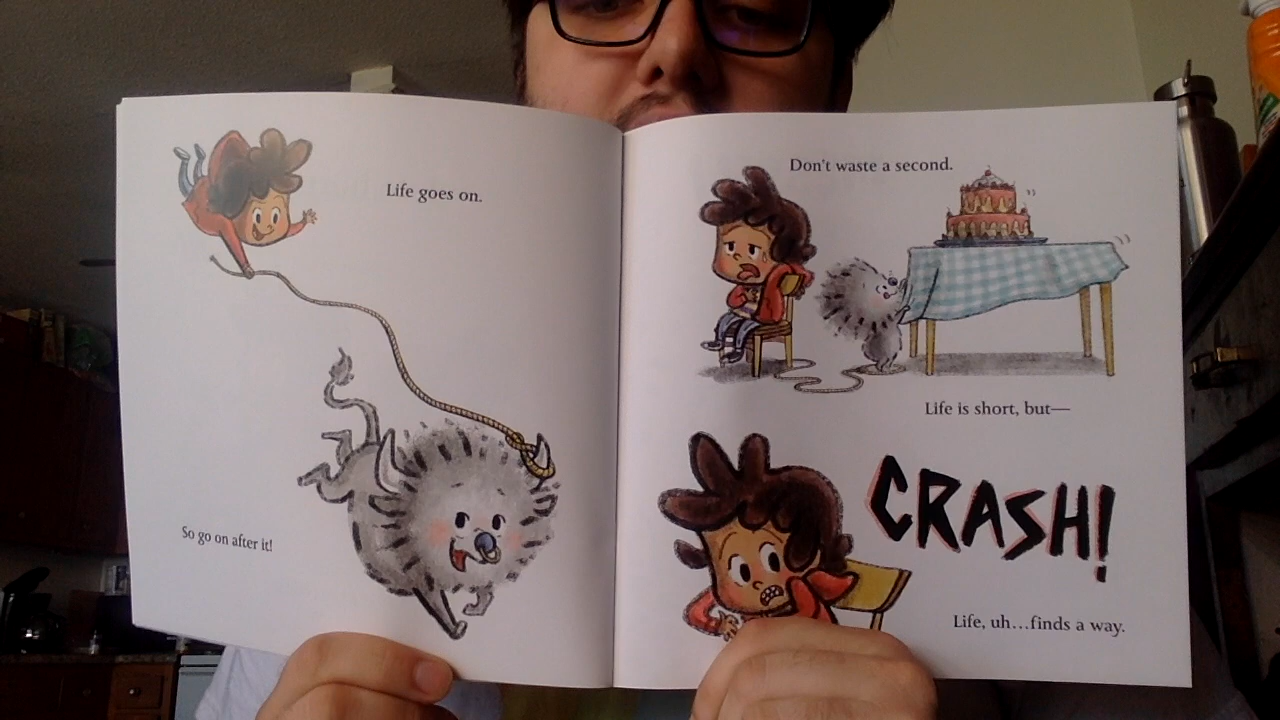 Life goes on.
So go on after it!
Don't waste a second.
Life is short, but—
CRASH!
Life, uh...finds a way.